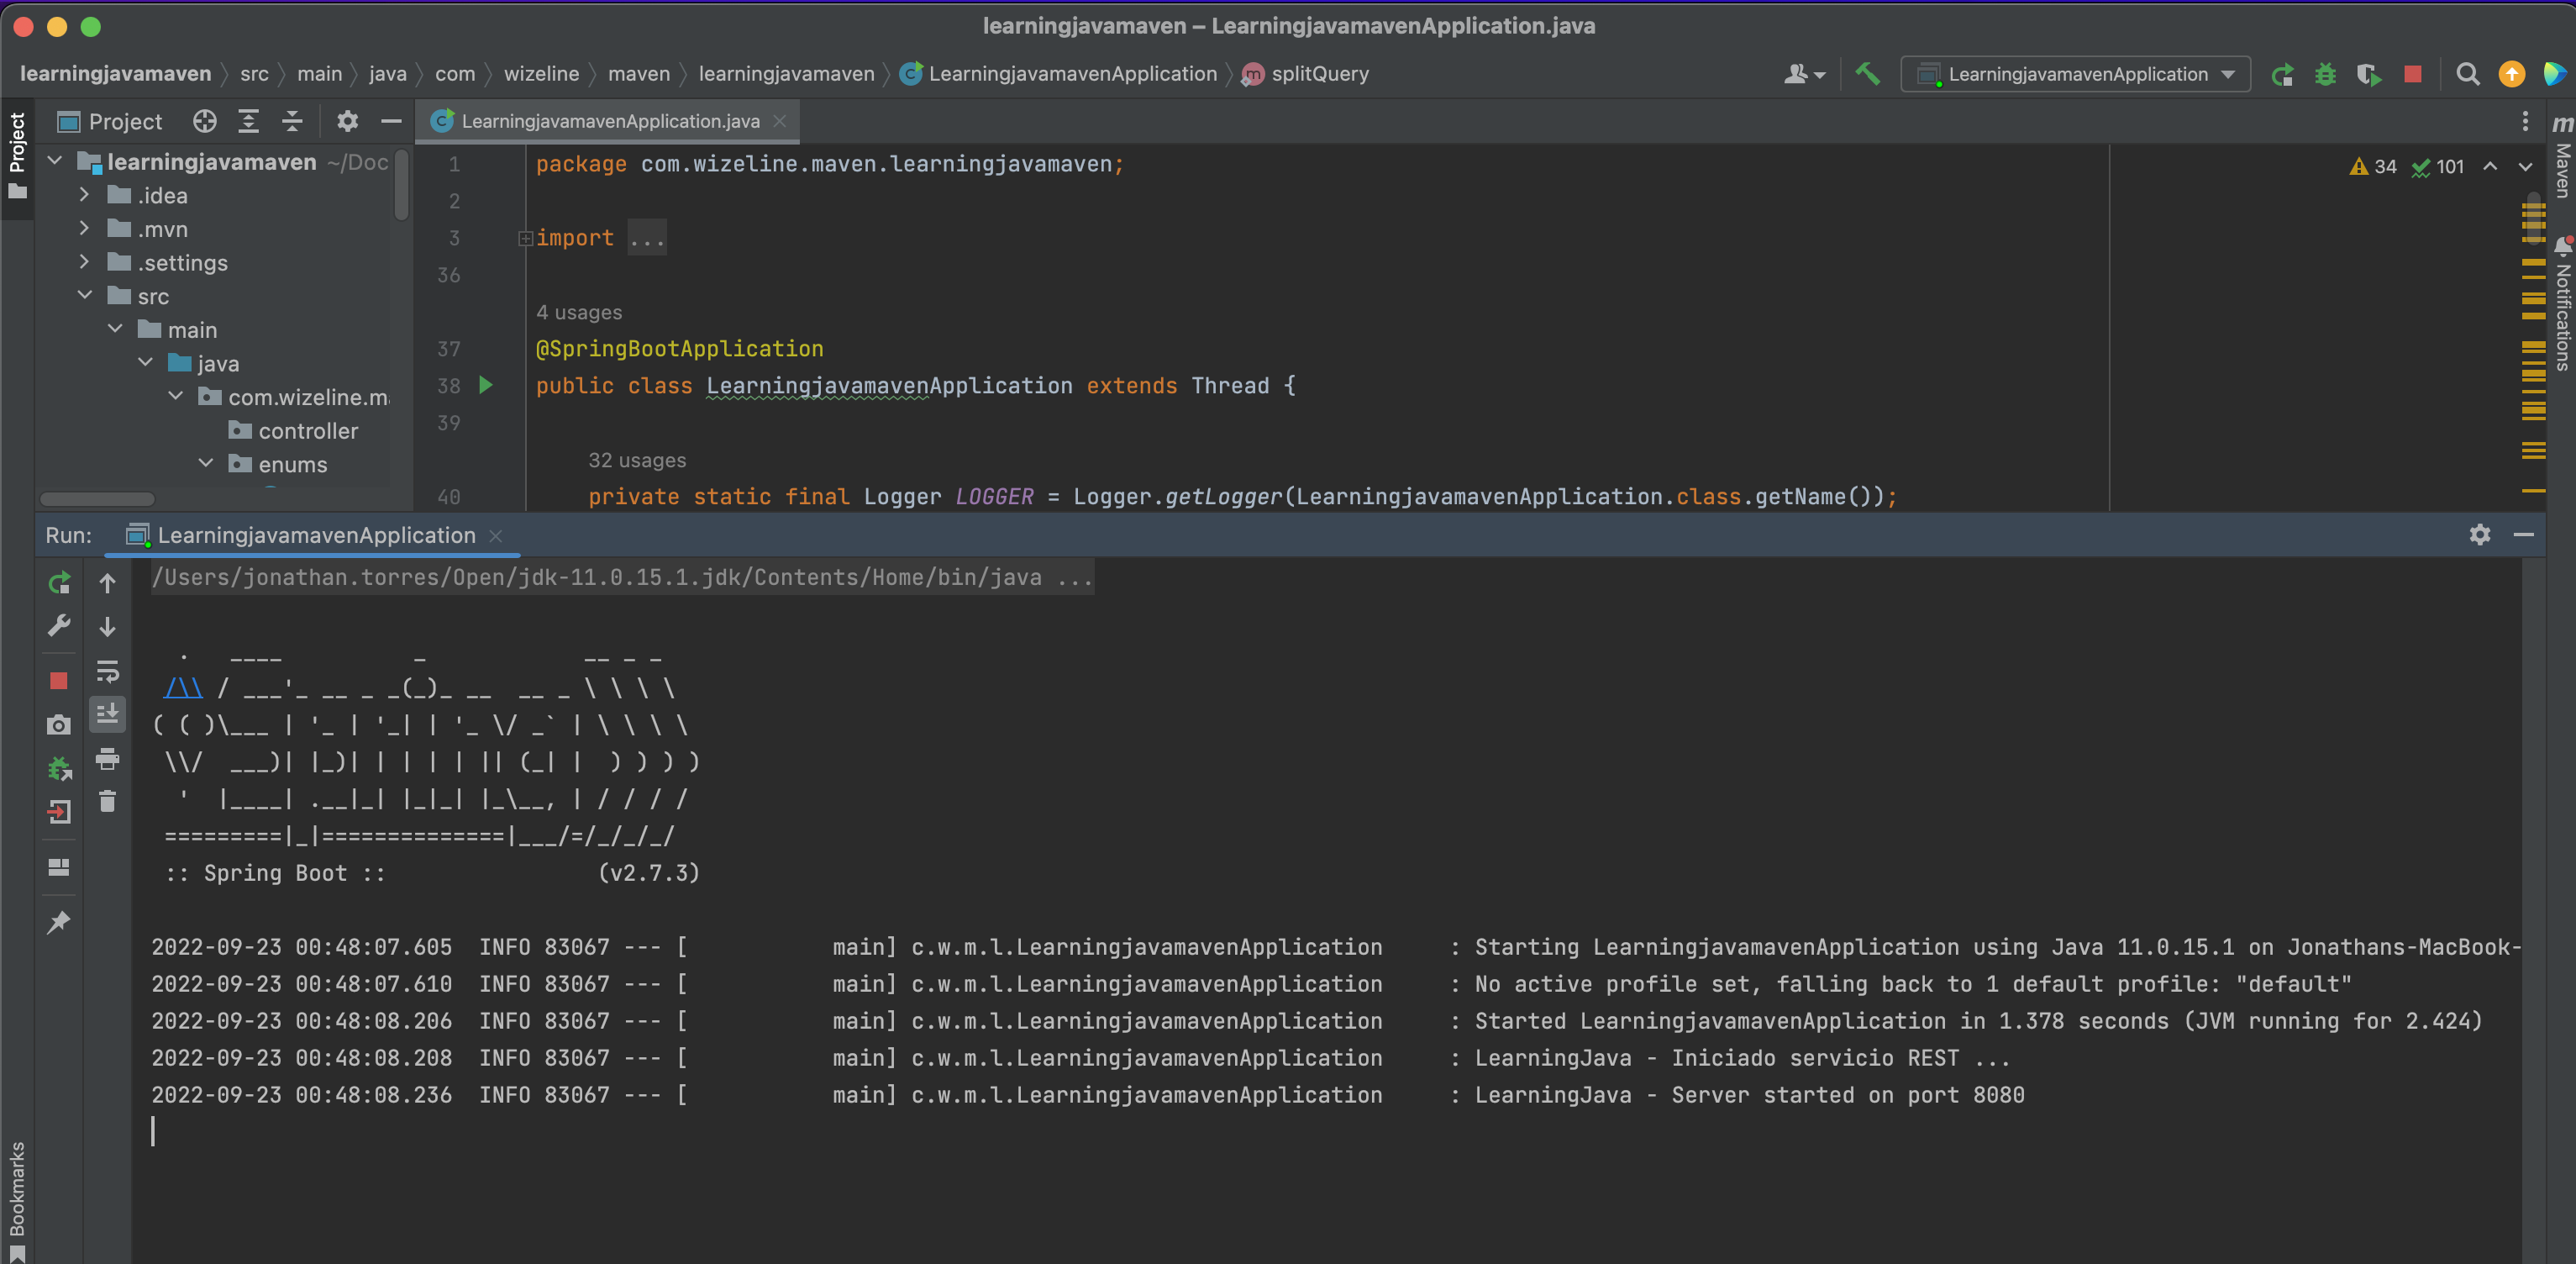 learningjavamaven – LearningjavamavenApplication.java
learningjavamaven src main java com wizeline maven learningjavamaven LearningjavamavenApplication m splitQuery LearningjavamavenApplication
Project Project LearningjavamavenApplication.java
learningjavamaven ~/Doc
.idea
.mvn
.settings
src
main
java
com.wizeline.ma
controller
enums
1 package com.wizeline.maven.learningjavamaven;
34 101
2
3 import ...
36
4 usages
37 @SpringBootApplication
38 public class LearningjavamavenApplication extends Thread {
39
32 usages
40 private static final Logger LOGGER = Logger.getLogger(LearningjavamavenApplication.class.getName());
m Maven
Notifications
Run: LearningjavamavenApplication
/Users/jonathan.torres/Open/jdk-11.0.15.1.jdk/Contents/Home/bin/java ...
  .   ____          _            __ _ _
 /\\ / ___'_ __ _ _(_)_ __  __ _ \ \ \ \
( ( )\___ | '_ | '_| | '_ \/ _` | \ \ \ \
 \\/  ___)| |_)| | | | | || (_| |  ) ) ) )
  '  |____| .__|_| |_|_| |_\__, | / / / /
 =========|_|==============|___/=/_/_/_/
 :: Spring Boot ::                (v2.7.3)
2022-09-23 00:48:07.605  INFO 83067 --- [           main] c.w.m.l.LearningjavamavenApplication     : Starting LearningjavamavenApplication using Java 11.0.15.1 on Jonathans-MacBook-
2022-09-23 00:48:07.610  INFO 83067 --- [           main] c.w.m.l.LearningjavamavenApplication     : No active profile set, falling back to 1 default profile: "default"
2022-09-23 00:48:08.206  INFO 83067 --- [           main] c.w.m.l.LearningjavamavenApplication     : Started LearningjavamavenApplication in 1.378 seconds (JVM running for 2.424)
2022-09-23 00:48:08.208  INFO 83067 --- [           main] c.w.m.l.LearningjavamavenApplication     : LearningJava - Iniciado servicio REST ...
2022-09-23 00:48:08.236  INFO 83067 --- [           main] c.w.m.l.LearningjavamavenApplication     : LearningJava - Server started on port 8080
Bookmarks